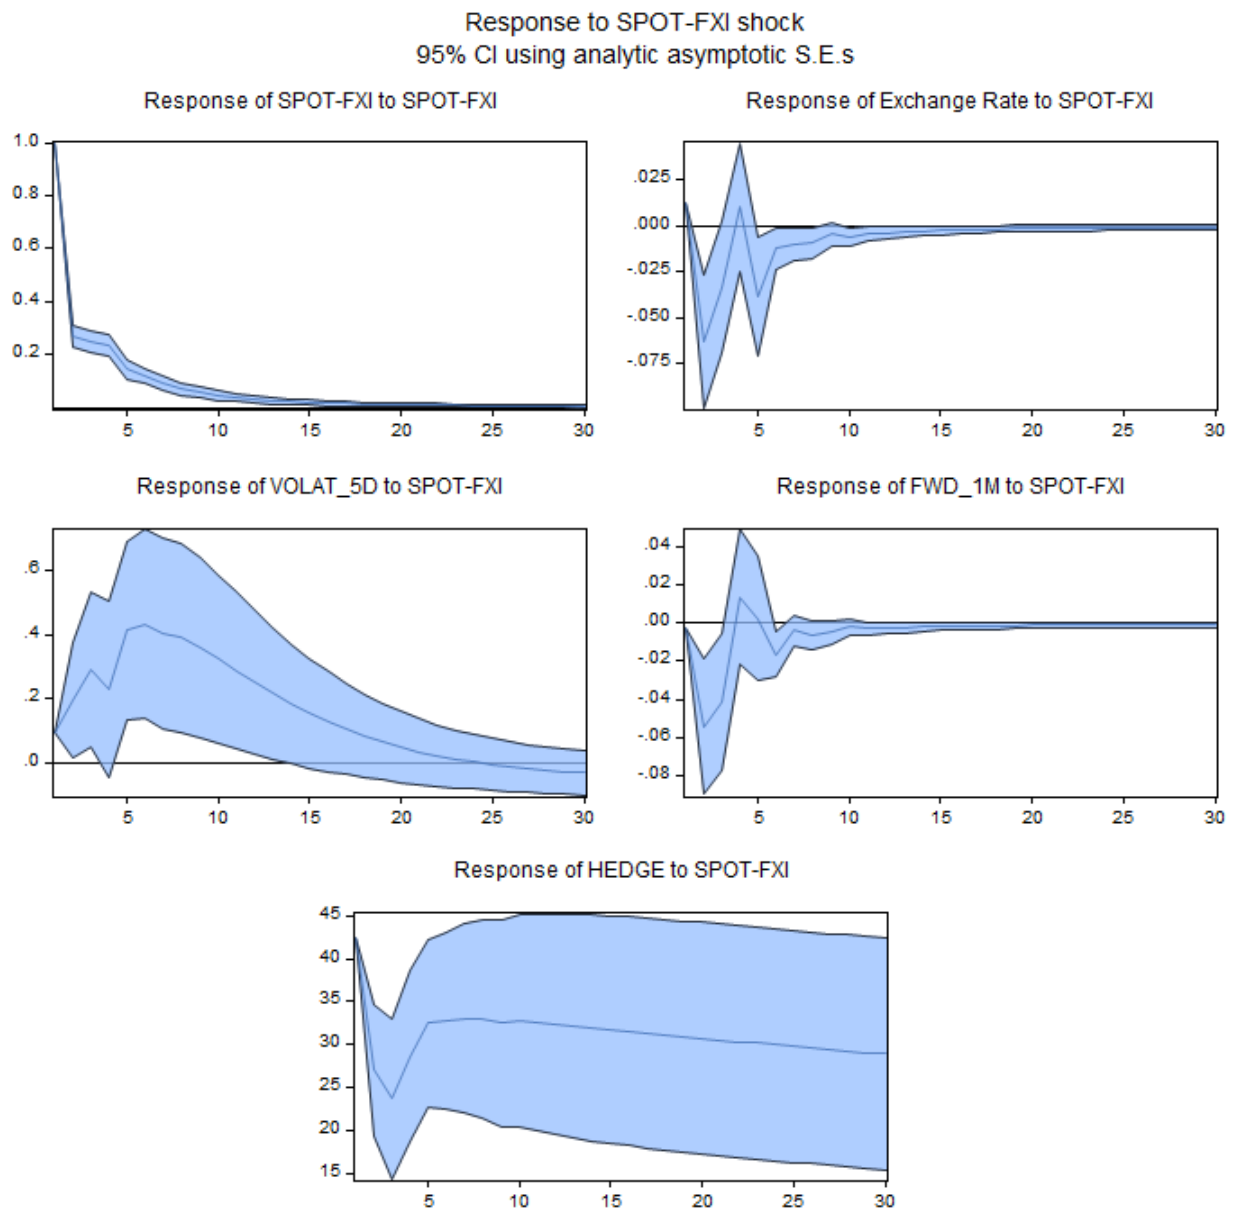 Response to SPOT-FXI shock
95% CI using analytic asymptotic S.E.s
Response of SPOT-FXI to SPOT-FXI
1.0
0.8
0.6
0.4
0.2
5 10 15 20 25 30
Response of Exchange Rate to SPOT-FXI
.025
.000
-.025
-.050
-.075
5 10 15 20 25 30
Response of VOLAT_5D to SPOT-FXI
.6
.4
.2
.0
5 10 15 20 25 30
Response of FWD_1M to SPOT-FXI
.04
.02
.00
-.02
-.04
-.06
-.08
5 10 15 20 25 30
Response of HEDGE to SPOT-FXI
45
40
35
30
25
20
15
5 10 15 20 25 30